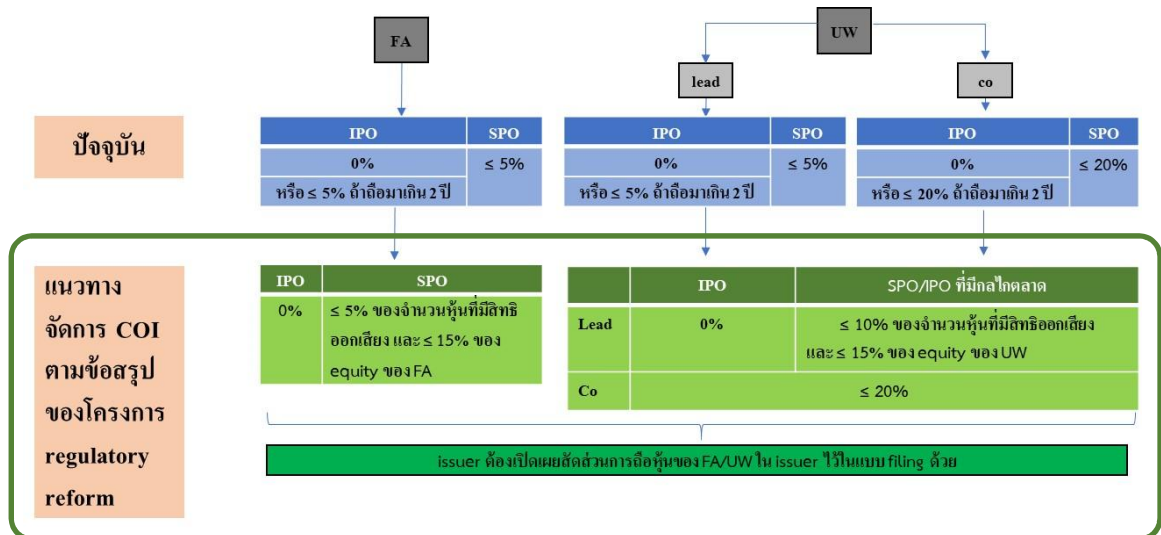 FA
UW
lead
co
ปัจจุบัน
IPO
SPO
0%
≤ 5%
หรือ ≤ 5% ถ้าถือมาเกิน 2 ปี
IPO
SPO
0%
≤ 5%
หรือ ≤ 5% ถ้าถือมาเกิน 2 ปี
IPO
SPO
0%
≤ 20%
หรือ ≤ 20% ถ้าถือมาเกิน 2 ปี
แนวทาง
จัดการ COI
ตามข้อสรุป
ของโครงการ
regulatory
reform
IPO
SPO
0%
≤ 5% ของจำนวนหุ้นที่มีสิทธิ
ออกเสียง และ ≤ 15% ของ
equity ของ FA
IPO
SPO/IPO ที่มีกลไกตลาด
Lead
0%
≤ 10% ของจำนวนหุ้นที่มีสิทธิออกเสียง
และ ≤ 15% ของ equity ของ UW
Co
≤ 20%
issuer ต้องเปิดเผยสัดส่วนการถือหุ้นของ FA/UW ใน issuer ไว้ในแบบ filing ด้วย